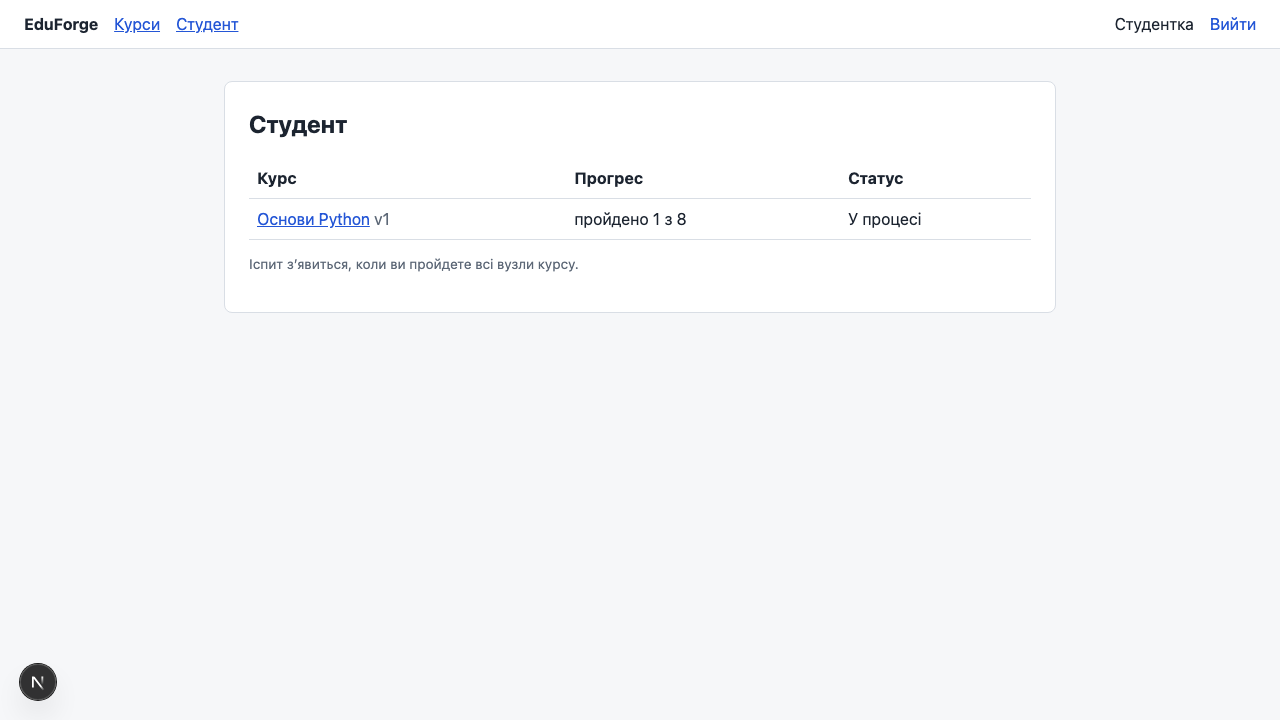 EduForge Курси Студент Студентка Вийти
Студент
Курс Прогрес Статус
Основи Python v1 пройдено 1 з 8 У процесі
Іспит зʼявиться, коли ви пройдете всі вузли курсу.
N